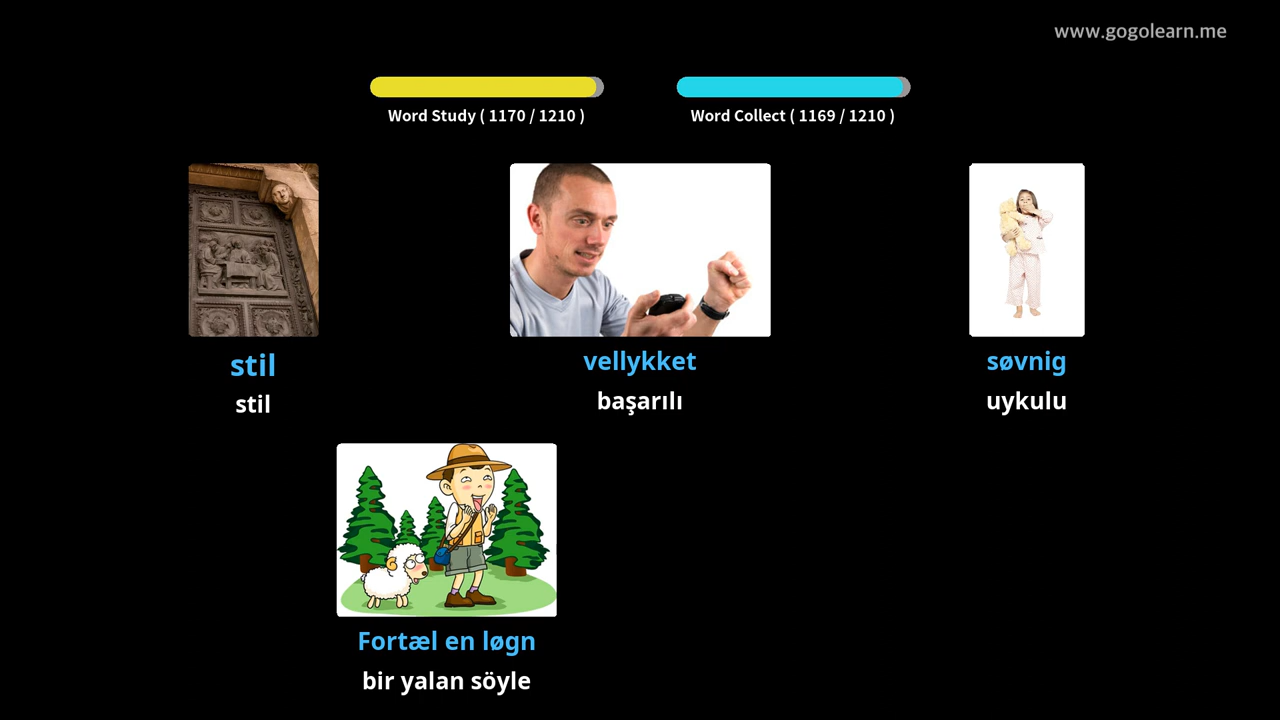 www.gogolearn.me
Word Study ( 1170 / 1210 )
Word Collect ( 1169 / 1210 )
stil
stil
vellykket
başarılı
søvnig
uykulu
Fortæl en løgn
bir yalan söyle